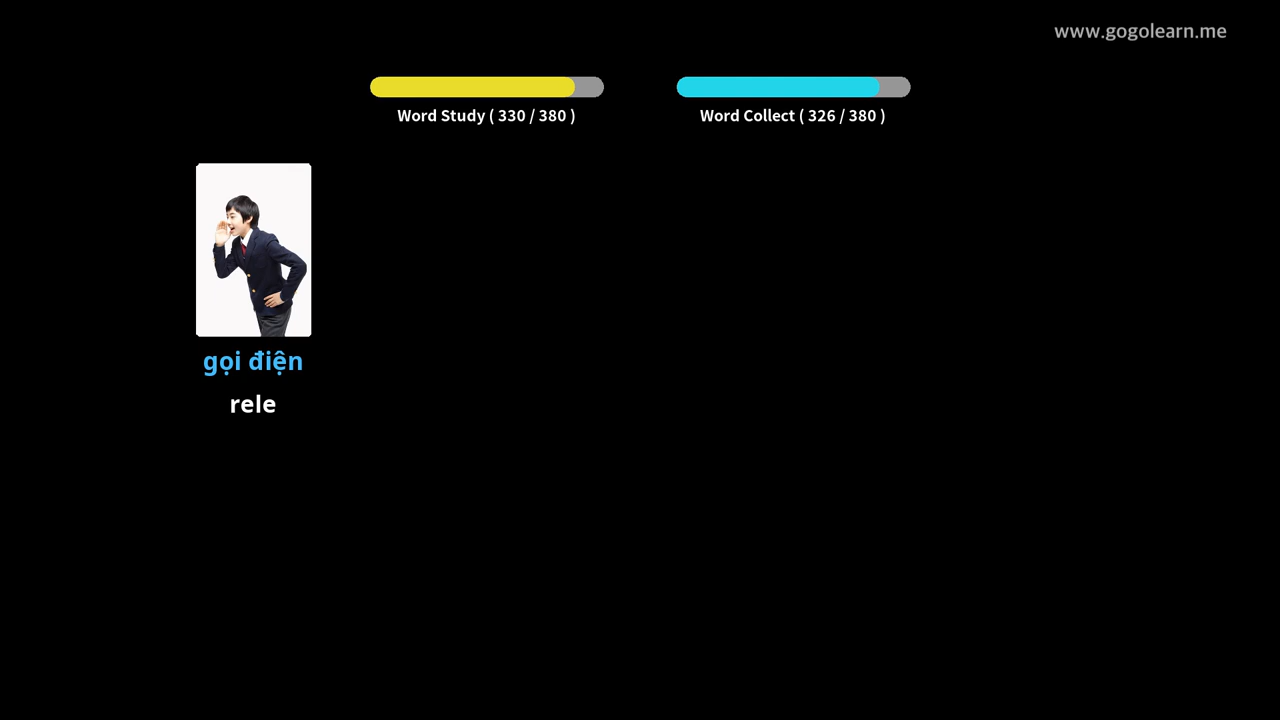 www.gogolearn.me
Word Study ( 330 / 380 )
Word Collect ( 326 / 380 )
gọi điện
rele